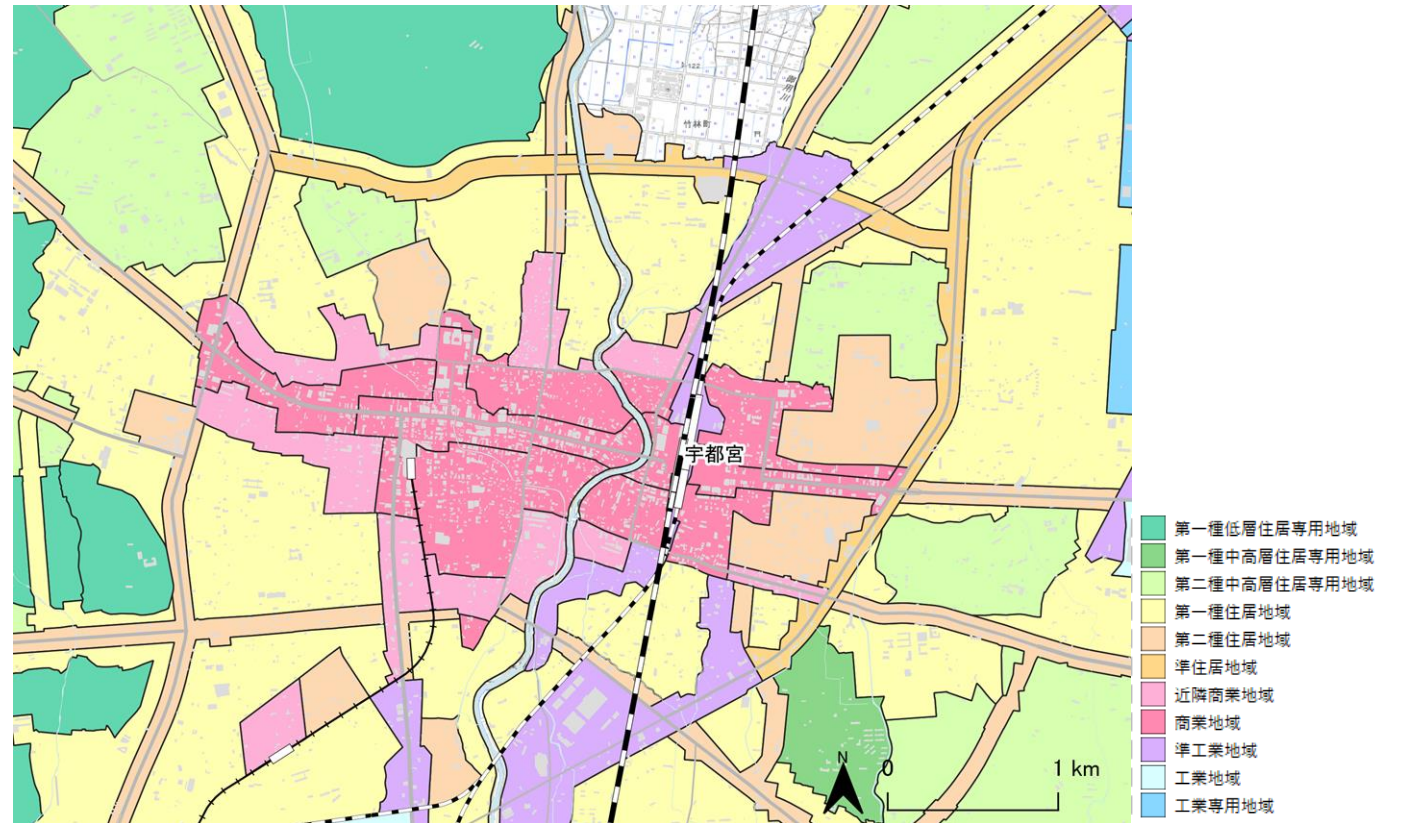 竹林町
御用川
宇都宮
N
0 1 km
第一種低層住居専用地域
第一種中高層住居専用地域
第二種中高層住居専用地域
第一種住居地域
第二種住居地域
準住居地域
近隣商業地域
商業地域
準工業地域
工業地域
工業専用地域